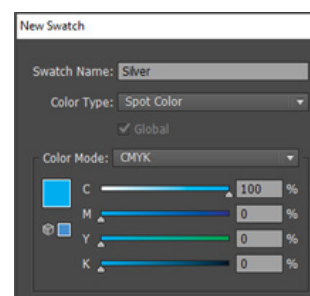 New Swatch
Swatch Name: Silver
Color Type: Spot Color
Global
Color Mode: CMYK
C 100 %
M 0 %
Y 0 %
K 0 %